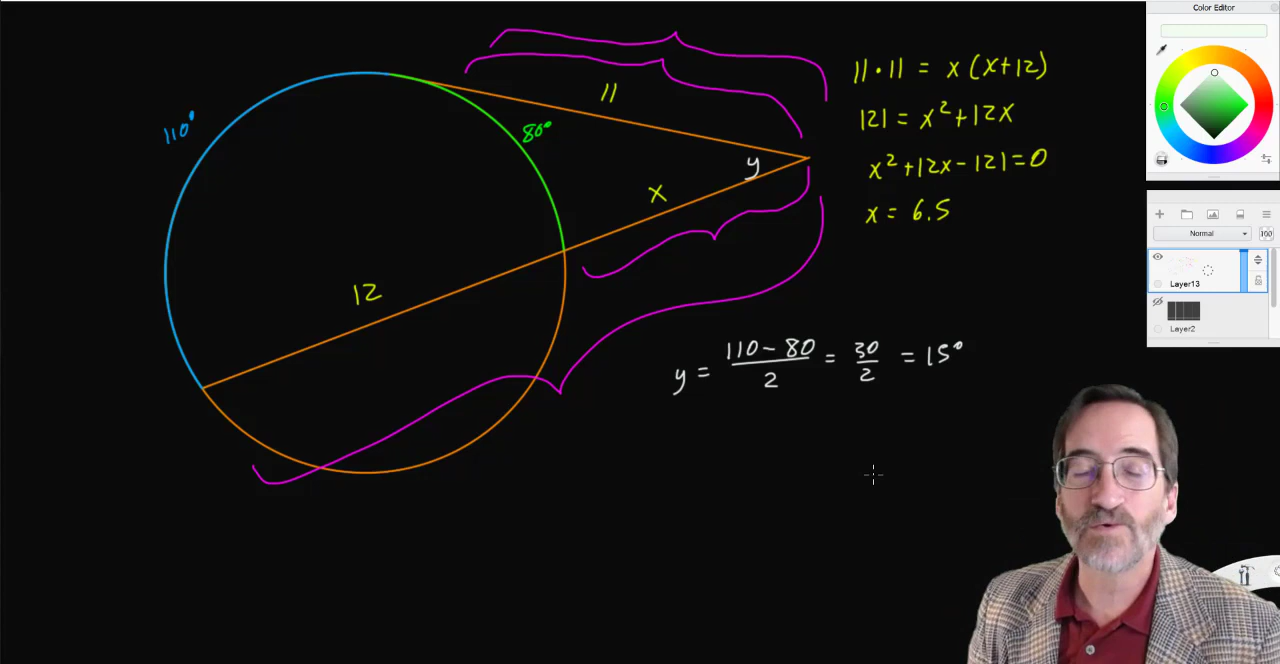 Color Editor
110°
80°
11
y
x
12
11 · 11 = x (x+12)
121 = x² + 12x
x² + 12x - 121 = 0
x = 6.5
y = 110 - 80 / 2 = 30 / 2 = 15°
Normal
100
Layer13
Layer2